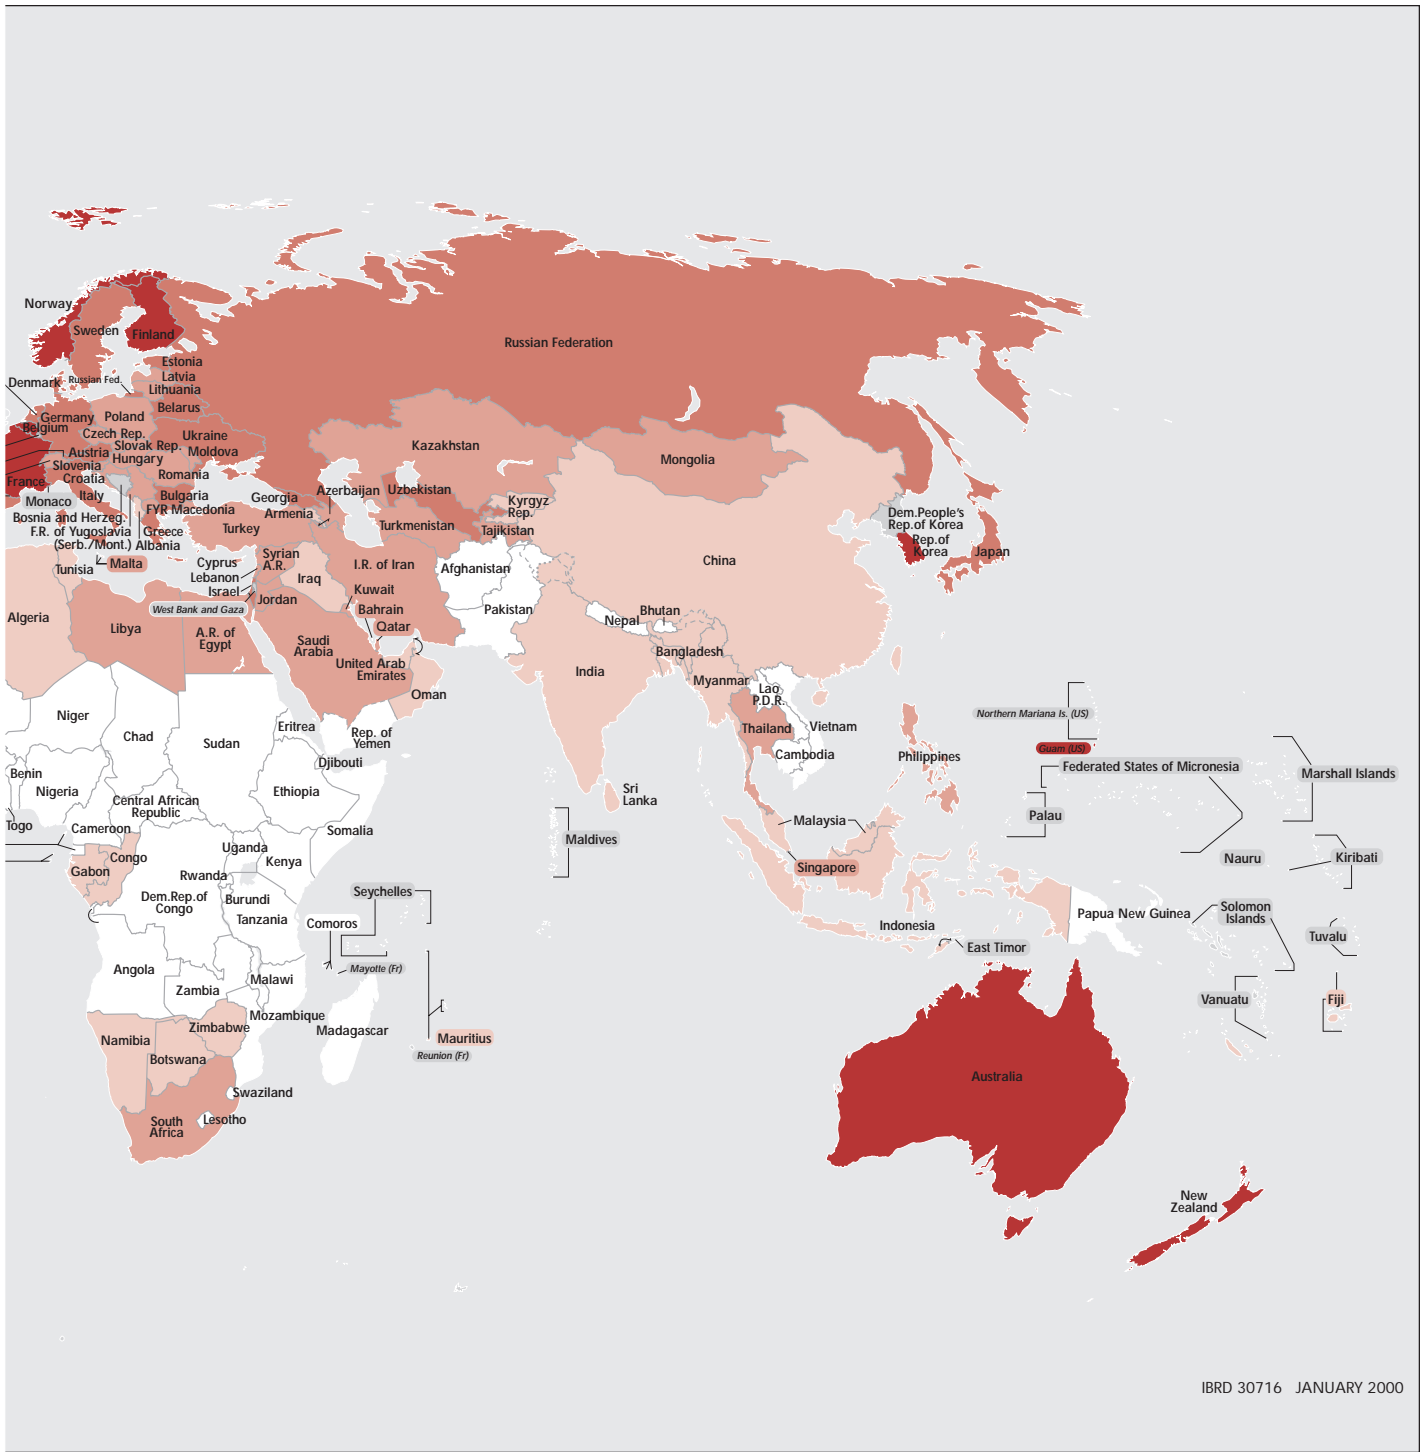 Norway
Sweden
Finland
Russian Federation
Estonia
Latvia
Lithuania
Denmark
Russian Fed.
Belarus
Germany
Poland
Belgium
Czech Rep.
Ukraine
Slovak Rep.
Moldova
Austria
Hungary
Slovenia
Romania
Croatia
France
Italy
Bulgaria
Monaco
FYR Macedonia
Bosnia and Herzeg.
F.R. of Yugoslavia
(Serb./Mont.)
Greece
Albania
Kazakhstan
Mongolia
Georgia
Azerbaijan
Uzbekistan
Armenia
Kyrgyz
Rep.
Turkey
Turkmenistan
Tajikistan
Dem.People's
Rep.of Korea
Rep.of
Korea
Japan
China
Tunisia
Malta
Cyprus
Syrian
A.R.
Lebanon
Iraq
I.R. of Iran
Afghanistan
Israel
Kuwait
West Bank and Gaza
Jordan
Bahrain
Pakistan
Nepal
Bhutan
Algeria
Libya
A.R. of
Egypt
Qatar
Saudi
Arabia
United Arab
Emirates
Bangladesh
India
Oman
Myanmar
Lao
P.D.R.
Niger
Chad
Sudan
Eritrea
Rep. of
Yemen
Thailand
Vietnam
Northern Mariana Is. (US)
Guam (US)
Djibouti
Cambodia
Philippines
Federated States of Micronesia
Marshall Islands
Benin
Nigeria
Ethiopia
Central African
Republic
Sri
Lanka
Togo
Cameroon
Somalia
Malaysia
Palau
Maldives
Congo
Uganda
Kenya
Nauru
Kiribati
Gabon
Rwanda
Singapore
Dem.Rep.of
Congo
Burundi
Seychelles
Tanzania
Comoros
Indonesia
Papua New Guinea
Solomon
Islands
East Timor
Tuvalu
Angola
Mayotte (Fr)
Zambia
Malawi
Vanuatu
Fiji
Mozambique
Zimbabwe
Madagascar
Namibia
Mauritius
Reunion (Fr)
Botswana
Australia
Swaziland
South
Africa
Lesotho
New
Zealand
IBRD 30716 JANUARY 2000